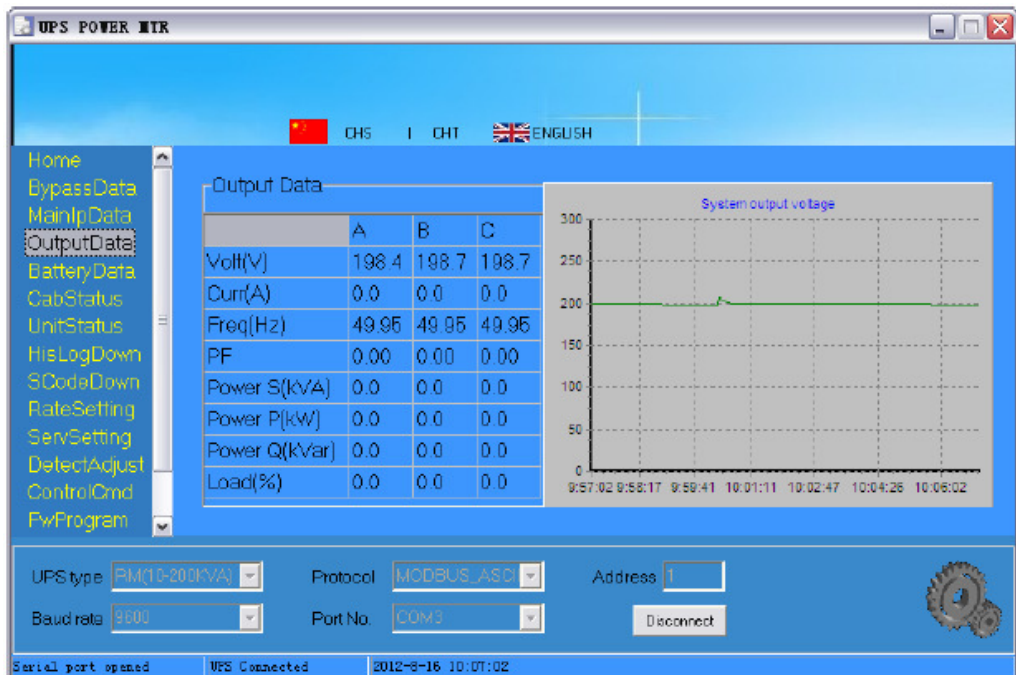 UPS POWER MTR
CHS | CHT ENGLISH
Home
BypassData
MainIpData
OutputData
BatteryData
CabStatus
UnitStatus
HisLogDown
SCodeDown
RateSetting
ServSetting
DetectAdjust
ControlCmd
FwProgram
Output Data
A B C
Volt(V) 198.4 198.7 198.7
Curr(A) 0.0 0.0 0.0
Freq(Hz) 49.95 49.95 49.95
PF 0.00 0.00 0.00
Power S(kVA) 0.0 0.0 0.0
Power P(kW) 0.0 0.0 0.0
Power Q(kVar) 0.0 0.0 0.0
Load(%) 0.0 0.0 0.0
System output voltage
300
250
200
150
100
50
0
9:57:02 9:58:17 9:59:41 10:01:11 10:02:47 10:04:26 10:06:02
UPS type RM(10-200KVA) Protocol MODBUS_ASCI Address 1
Baud rate 9600 Port No. COM3 Disconnect
Serial port opened UPS Connected 2012-8-16 10:07:02